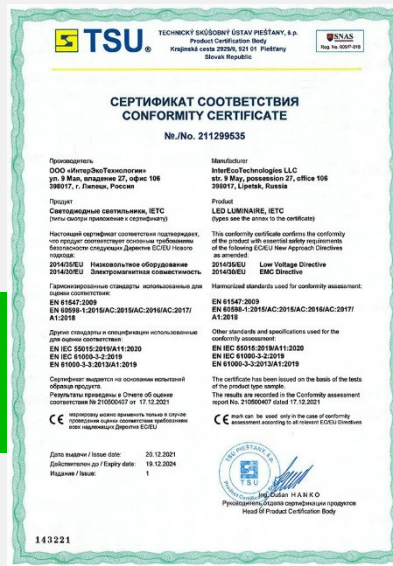 TSU®
TECHNICKÝ SKÚŠOBNÝ ÚSTAV PIEŠŤANY, š.p.
Product Certification Body
Krajinská cesta 2929/9, 921 01 Piešťany
Slovak Republic
SNAS
СЕРТИФИКАТ СООТВЕТСТВИЯ
CONFORMITY CERTIFICATE
№./No. 211299535
Производитель
ООО «ИнтерЭкоТехнологии»
ул. 9 Мая, владение 27, офис 106
398017, г. Липецк, Россия
Продукт
Светодиодные светильники, IETC
(типы смотри приложение к сертификату)
Настоящий сертификат соответствия подтверждает,
что продукт соответствует основным требованиям
безопасности следующих Директив ЕС/EU Нового
подхода:
2014/35/EU Низковольтное оборудование
2014/30/EU Электромагнитная совместимость
Гармонизированные стандарты использованные для
оценки соответствия:
EN 61547:2009
EN 60598-1:2015/AC:2015/AC:2016/AC:2017/
A1:2018
Другие стандарты и спецификации использованные
для оценки соответствия:
EN IEC 55015:2019/A11:2020
EN IEC 61000-3-2:2019
EN 61000-3-3:2013/A1:2019
Сертификат выдается на основании испытаний
образца продукта.
Результаты приведены в Отчете об оценке
соответствия № 210500407 от 17.12.2021
CE маркировку можно применять только в случае
проведения оценки соответствия требованиям
всех надлежащих Директив ЕС/EU
Manufacturer
InterEcoTechnologies LLC
str. 9 May, possession 27, office 106
398017, Lipetsk, Russia
Product
LED LUMINAIRE, IETC
(types see the annex to the certificate)
This conformity certificate confirms the conformity
of the product with essential safety requirements
of the following EC/EU New Approach Directives
as amended:
2014/35/EU Low Voltage Directive
2014/30/EU EMC Directive
Harmonized standards used for conformity assessment:
EN 61547:2009
EN 60598-1:2015/AC:2015/AC:2016/AC:2017/
A1:2018
Other standards and specifications used for the
conformity assessment:
EN IEC 55015:2019/A11:2020
EN IEC 61000-3-2:2019
EN 61000-3-3:2013/A1:2019
The certificate has been issued on the basis of the tests
of the product type sample.
The results are recorded in the Conformity assessment
report No. 210500407 dated 17.12.2021
CE mark can be used only in the case of conformity
assessment according to all relevant EC/EU Directives
Дата выдачи / Issue date: 20.12.2021
Действителен до / Expiry date: 19.12.2024
Издание / Issue: 1
Ing. Dušan HANKO
Руководитель отдела сертификации продуктов
Head of Product Certification Body
143221